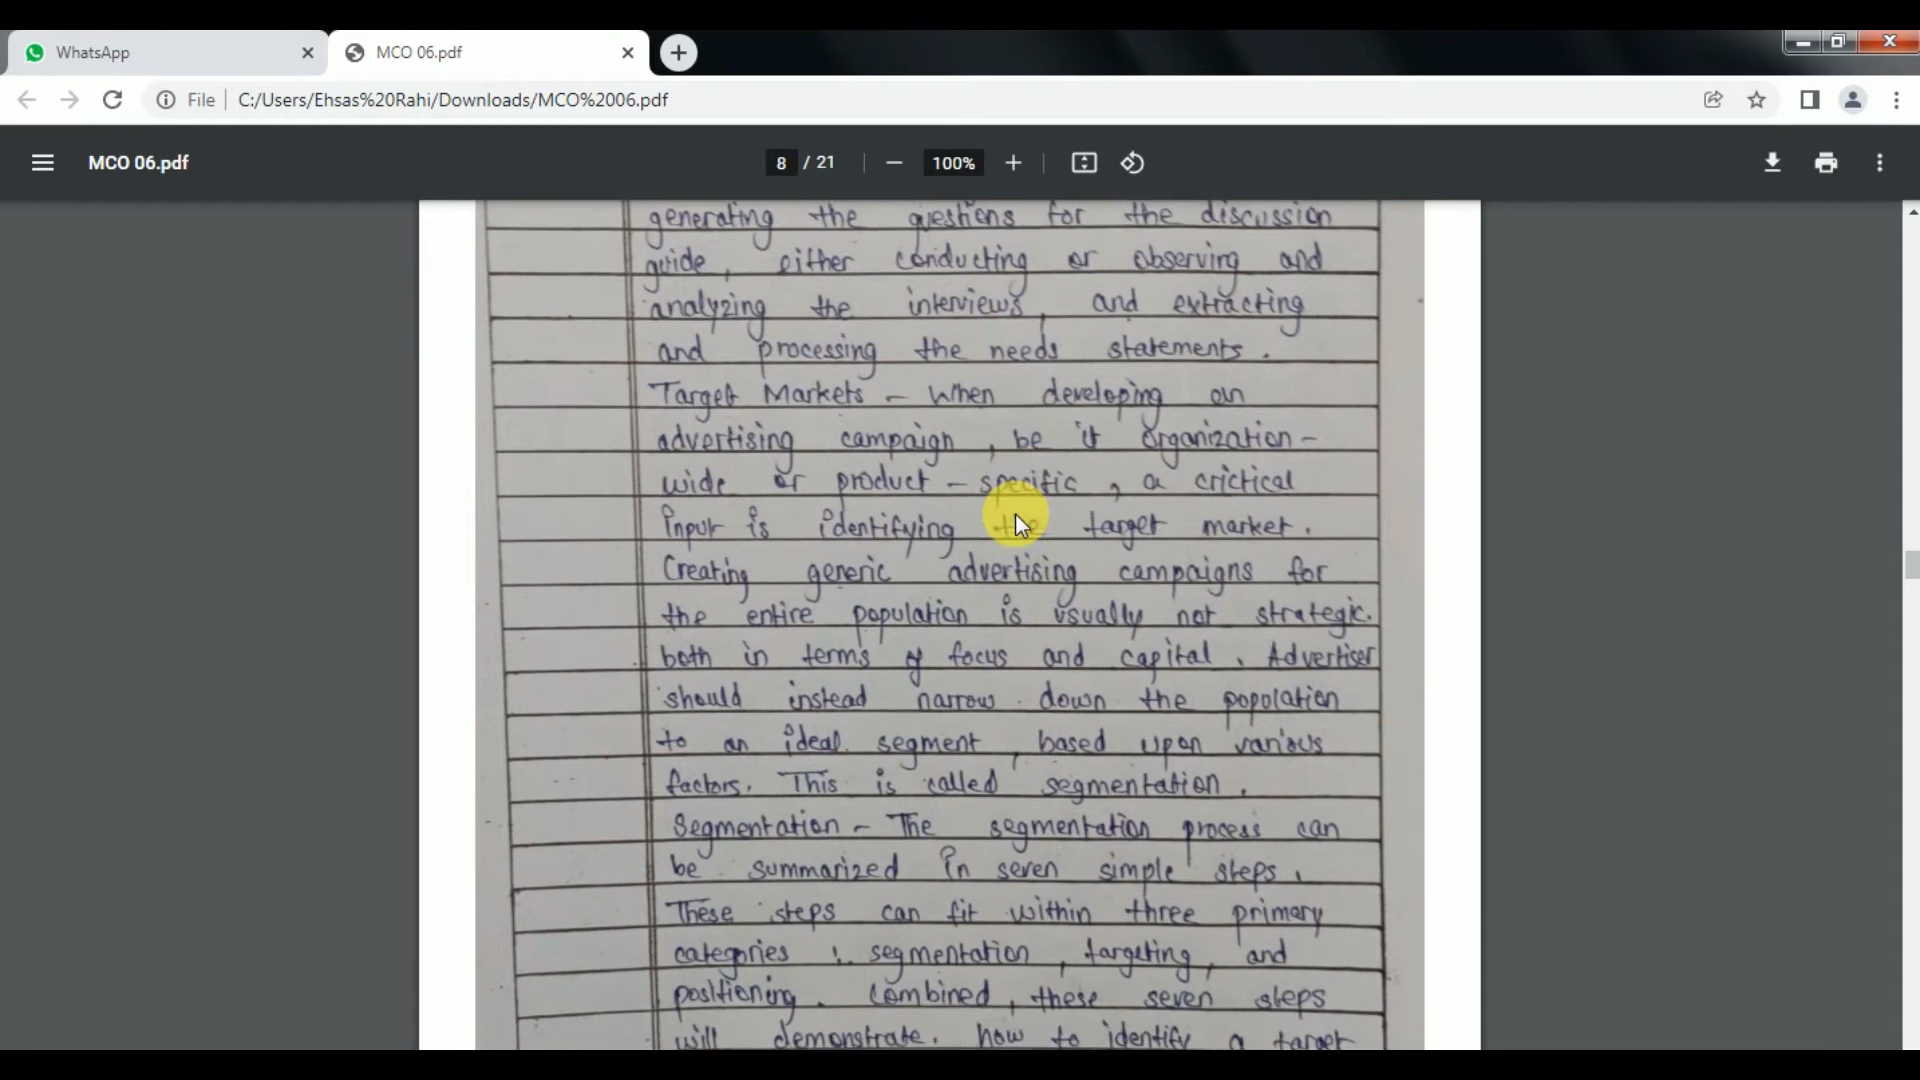 WhatsApp
MCO 06.pdf
File
C:/Users/Ehsas%20Rahi/Downloads/MCO%2006.pdf
MCO 06.pdf
8 / 21
100%
generating the questions for the discussion
guide, either conducting or observing and
analyzing the interviews, and extracting
and processing the needs statements.
Target Markets - When developing an
advertising campaign, be it organization-
wide or product - specific, a crictical
input is identifying the target market.
Creating generic advertising campaigns for
the entire population is usually not strategic.
both in terms of focus and capital. Advertiser
should instead narrow down the popolation
to an ideal segment, based upon various
factors. This is called segmentation.
Segmentation - The segmentation process can
be summarized in seven simple steps.
These steps can fit within three primary
categories : segmentation, targeting, and
positioning. Combined, these seven steps
will demonstrate. how to identify a target